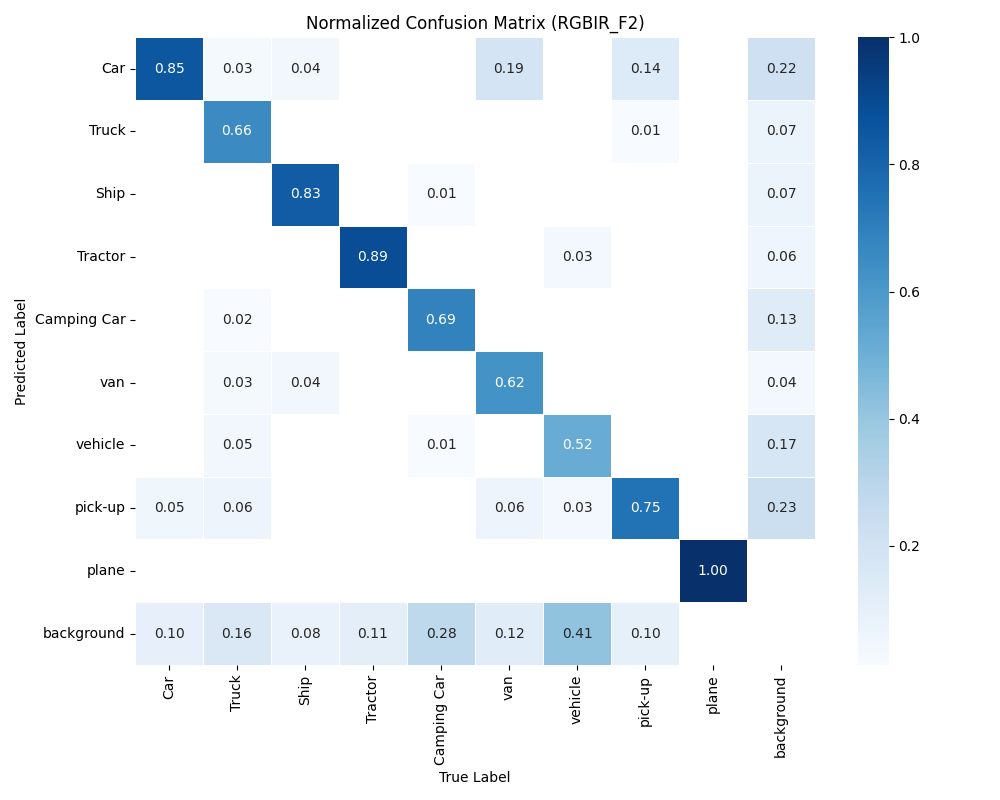 Normalized Confusion Matrix (RGBIR_F2)
Predicted Label
Car 0.85 0.03 0.04 0.19 0.14 0.22
Truck 0.66 0.01 0.07
Ship 0.83 0.01 0.07
Tractor 0.89 0.03 0.06
Camping Car 0.02 0.69 0.13
van 0.03 0.04 0.62 0.04
vehicle 0.05 0.01 0.52 0.17
pick-up 0.05 0.06 0.06 0.03 0.75 0.23
plane 1.00
background 0.10 0.16 0.08 0.11 0.28 0.12 0.41 0.10
Car Truck Ship Tractor Camping Car van vehicle pick-up plane background
True Label
1.0
0.8
0.6
0.4
0.2